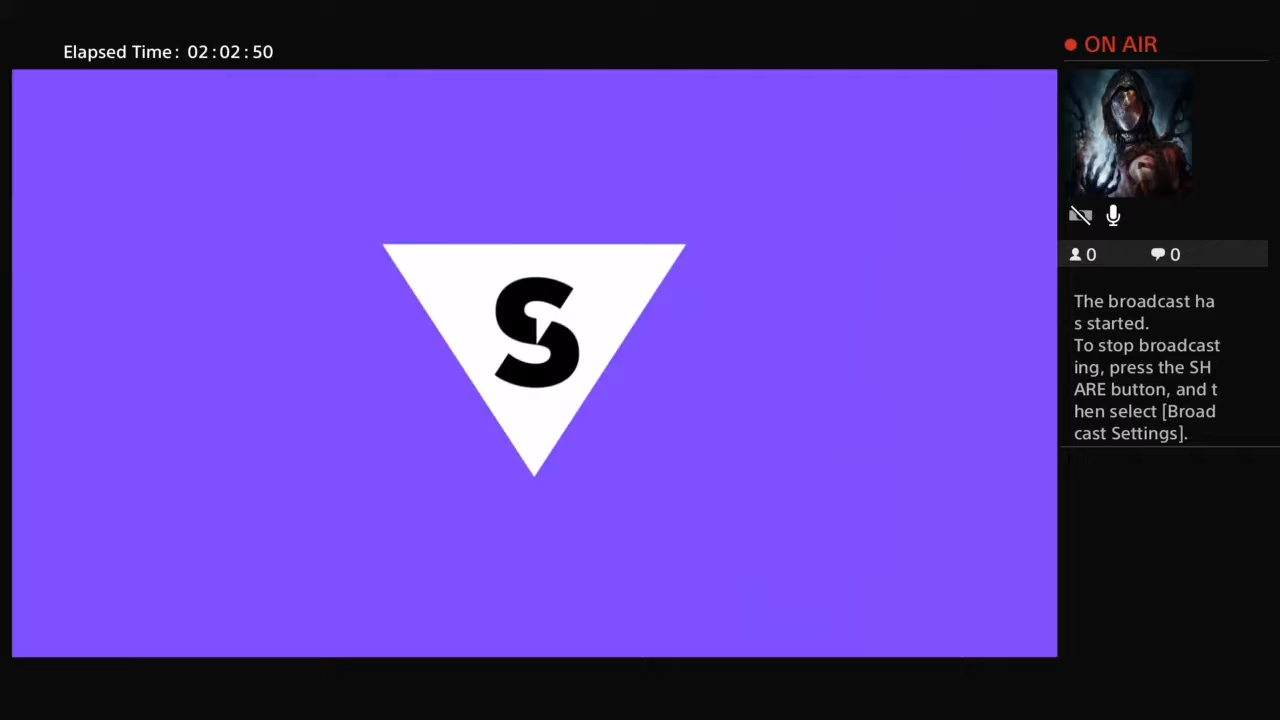 Elapsed Time: 02:02:50
ON AIR
S
0 0
The broadcast ha
s started.
To stop broadcast
ing, press the SH
ARE button, and t
hen select [Broad
cast Settings].